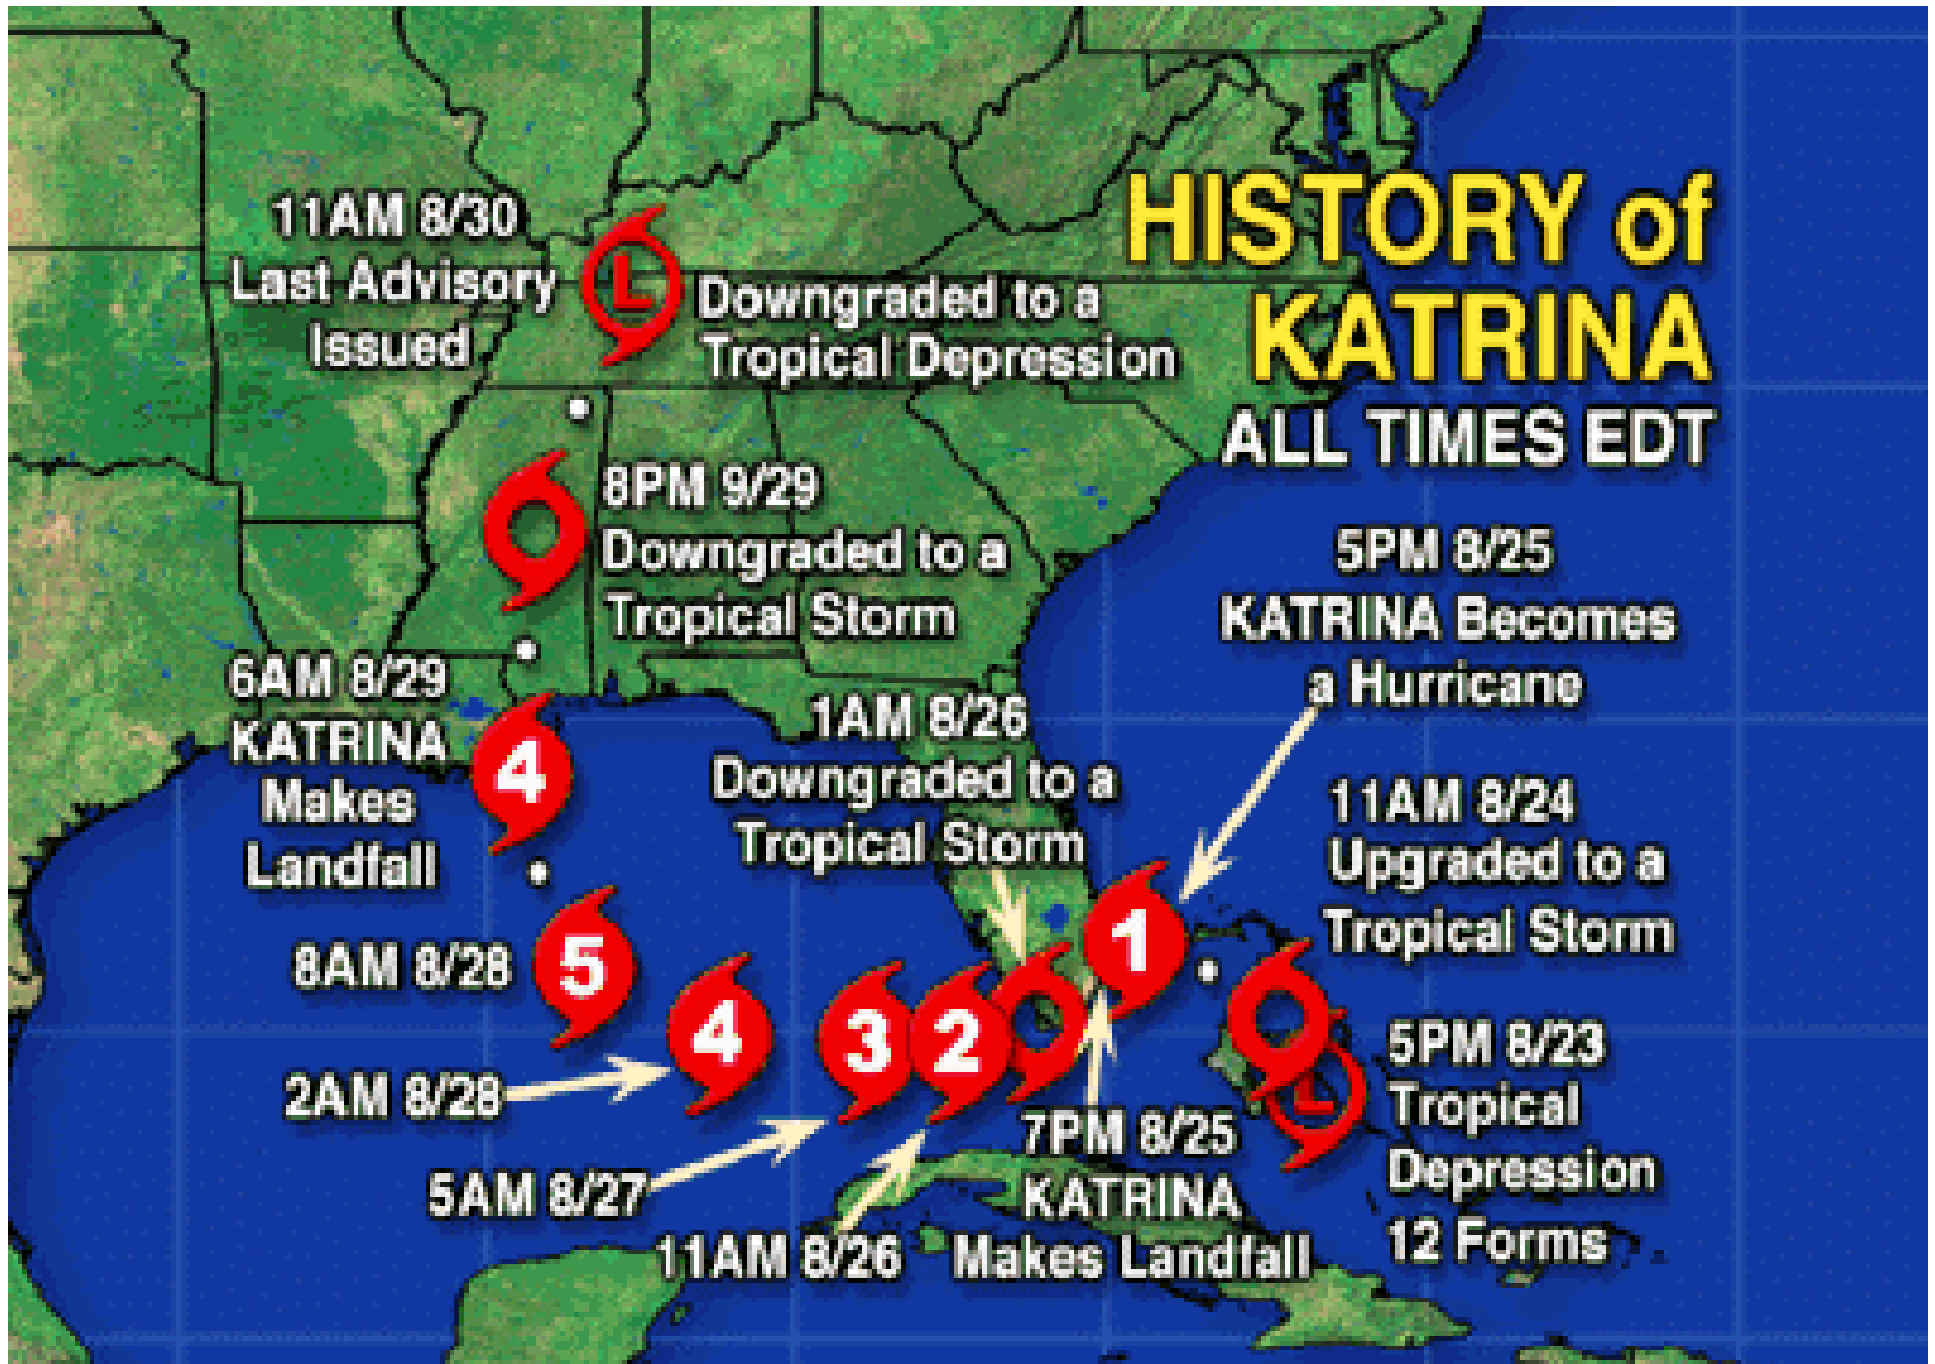 HISTORY of
KATRINA
ALL TIMES EDT
11AM 8/30
Last Advisory
Issued
L
Downgraded to a
Tropical Depression
8PM 9/29
Downgraded to a
Tropical Storm
5PM 8/25
KATRINA Becomes
a Hurricane
6AM 8/29
KATRINA
Makes
Landfall
4
1AM 8/26
Downgraded to a
Tropical Storm
11AM 8/24
Upgraded to a
Tropical Storm
1
8AM 8/28
5
4
3
2
2AM 8/28
5PM 8/23
Tropical
Depression
12 Forms
L
5AM 8/27
11AM 8/26
7PM 8/25
KATRINA
Makes Landfall